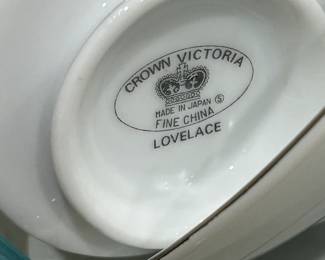 CROWN VICTORIA
MADE IN JAPAN Ⓢ
FINE CHINA
LOVELACE